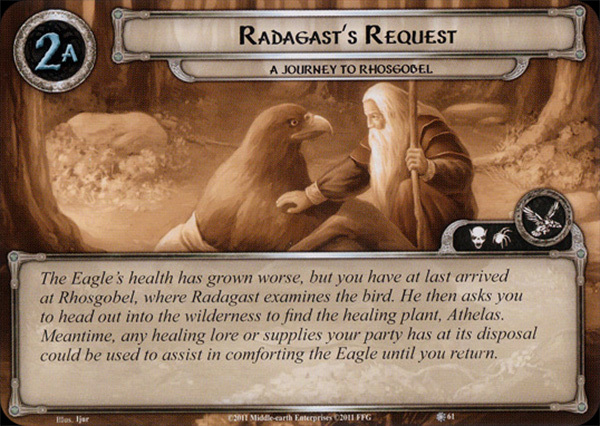 2A
RADAGAST'S REQUEST
A JOURNEY TO RHOSGOBEL
The Eagle's health has grown worse, but you have at last arrived
at Rhosgobel, where Radagast examines the bird. He then asks you
to head out into the wilderness to find the healing plant, Athelas.
Meantime, any healing lore or supplies your party has at its disposal
could be used to assist in comforting the Eagle until you return.
Illus. Ijur
©2011 Middle-earth Enterprises ©2011 FFG
61